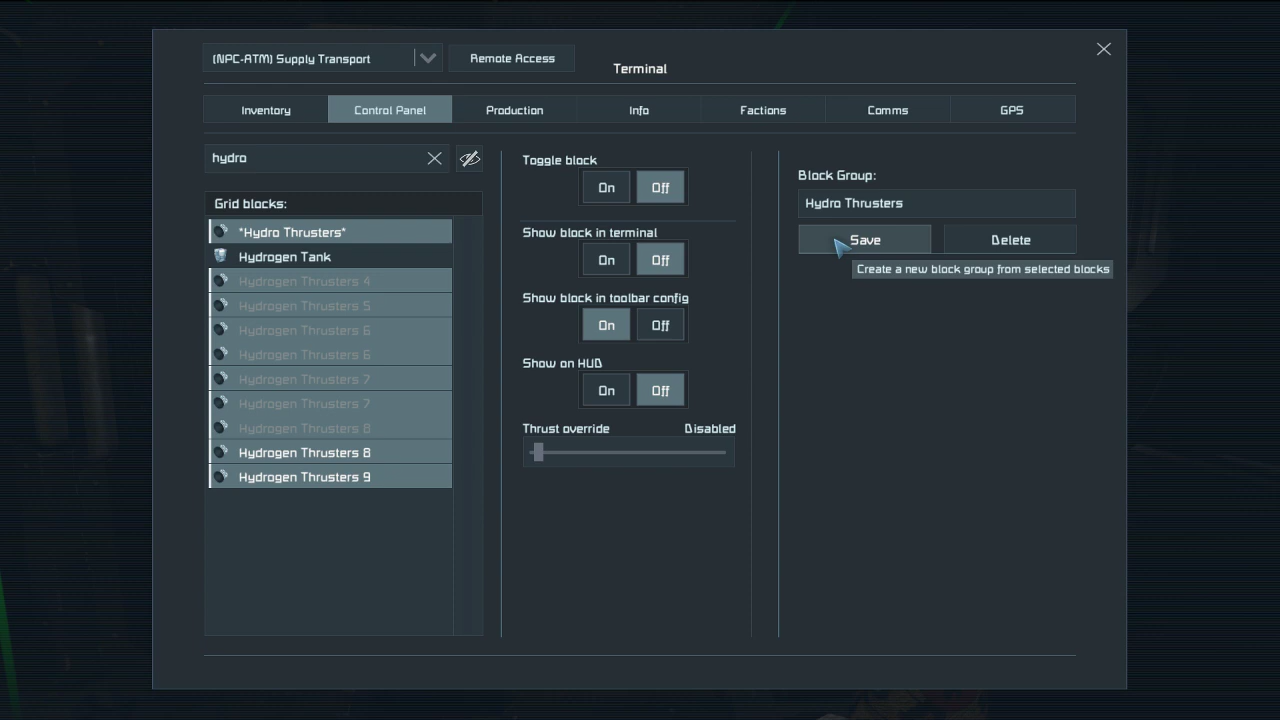 (NPC-ATM) Supply Transport
Remote Access
Terminal
Inventory
Control Panel
Production
Info
Factions
Comms
GPS
hydro
Grid blocks:
*Hydro Thrusters*
Hydrogen Tank
Hydrogen Thrusters 4
Hydrogen Thrusters 5
Hydrogen Thrusters 6
Hydrogen Thrusters 6
Hydrogen Thrusters 7
Hydrogen Thrusters 7
Hydrogen Thrusters 8
Hydrogen Thrusters 8
Hydrogen Thrusters 9
Toggle block
On Off
Show block in terminal
On Off
Show block in toolbar config
On Off
Show on HUD
On Off
Thrust override Disabled
Block Group:
Hydro Thrusters
Save Delete
Create a new block group from selected blocks